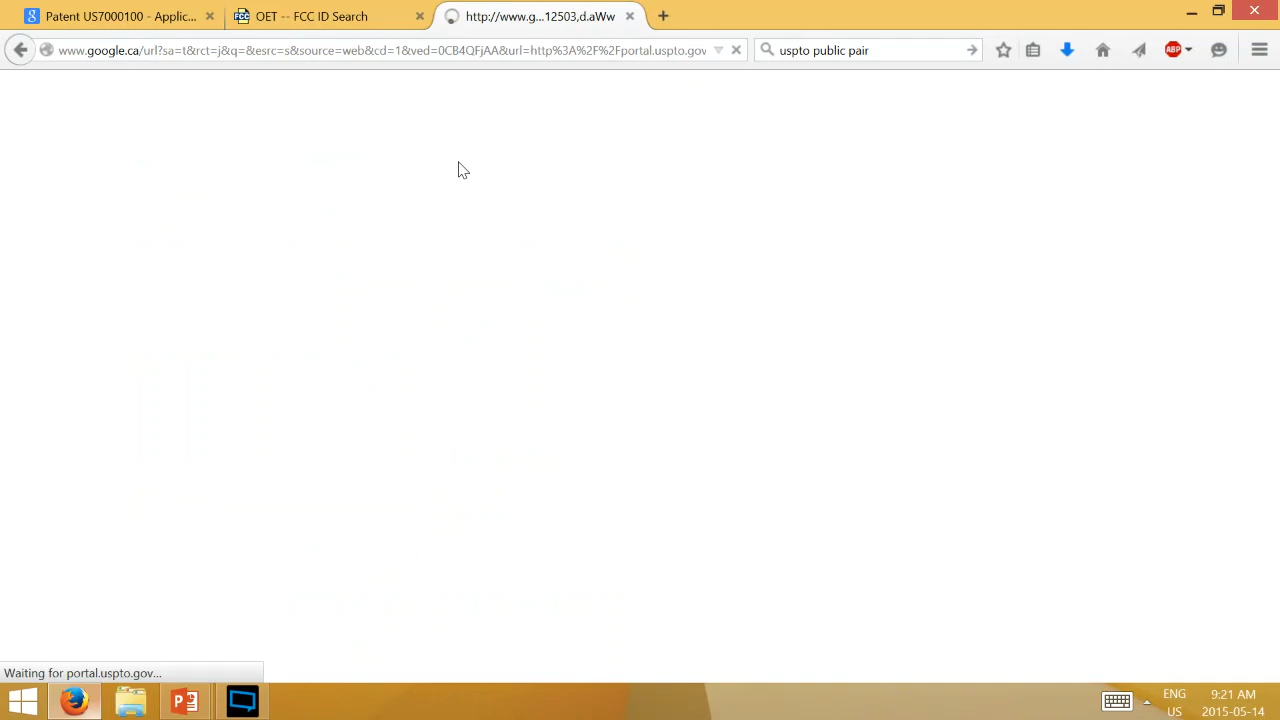 Patent US7000100 - Applic...
OET -- FCC ID Search
http://www.g...12503,d.aWw
www.google.ca/url?sa=t&rct=j&q=&esrc=s&source=web&cd=1&ved=0CB4QFjAA&url=http%3A%2F%2Fportal.uspto.gov
uspto public pair
ABP
Waiting for portal.uspto.gov...
ENG
US
9:21 AM
2015-05-14